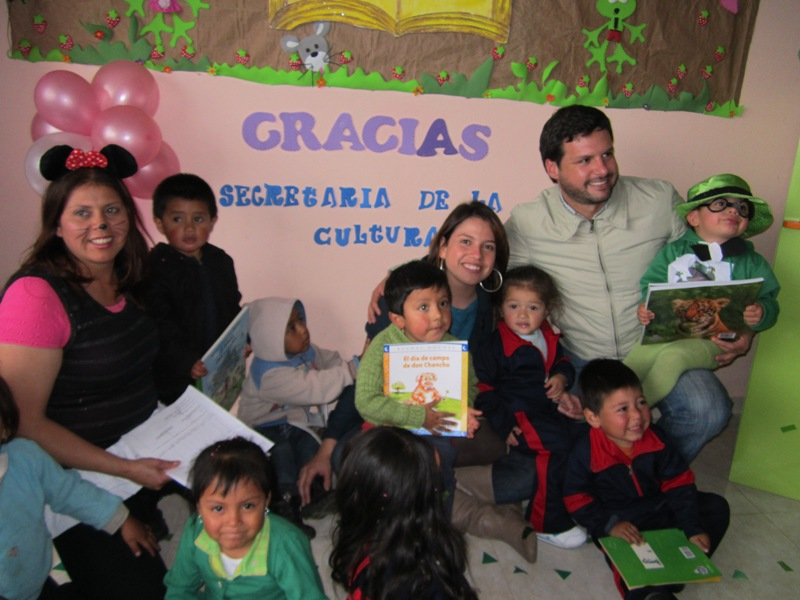 GRACIAS
SECRETARIA DE LA
CULTURA
El día de campo
de don Chancho